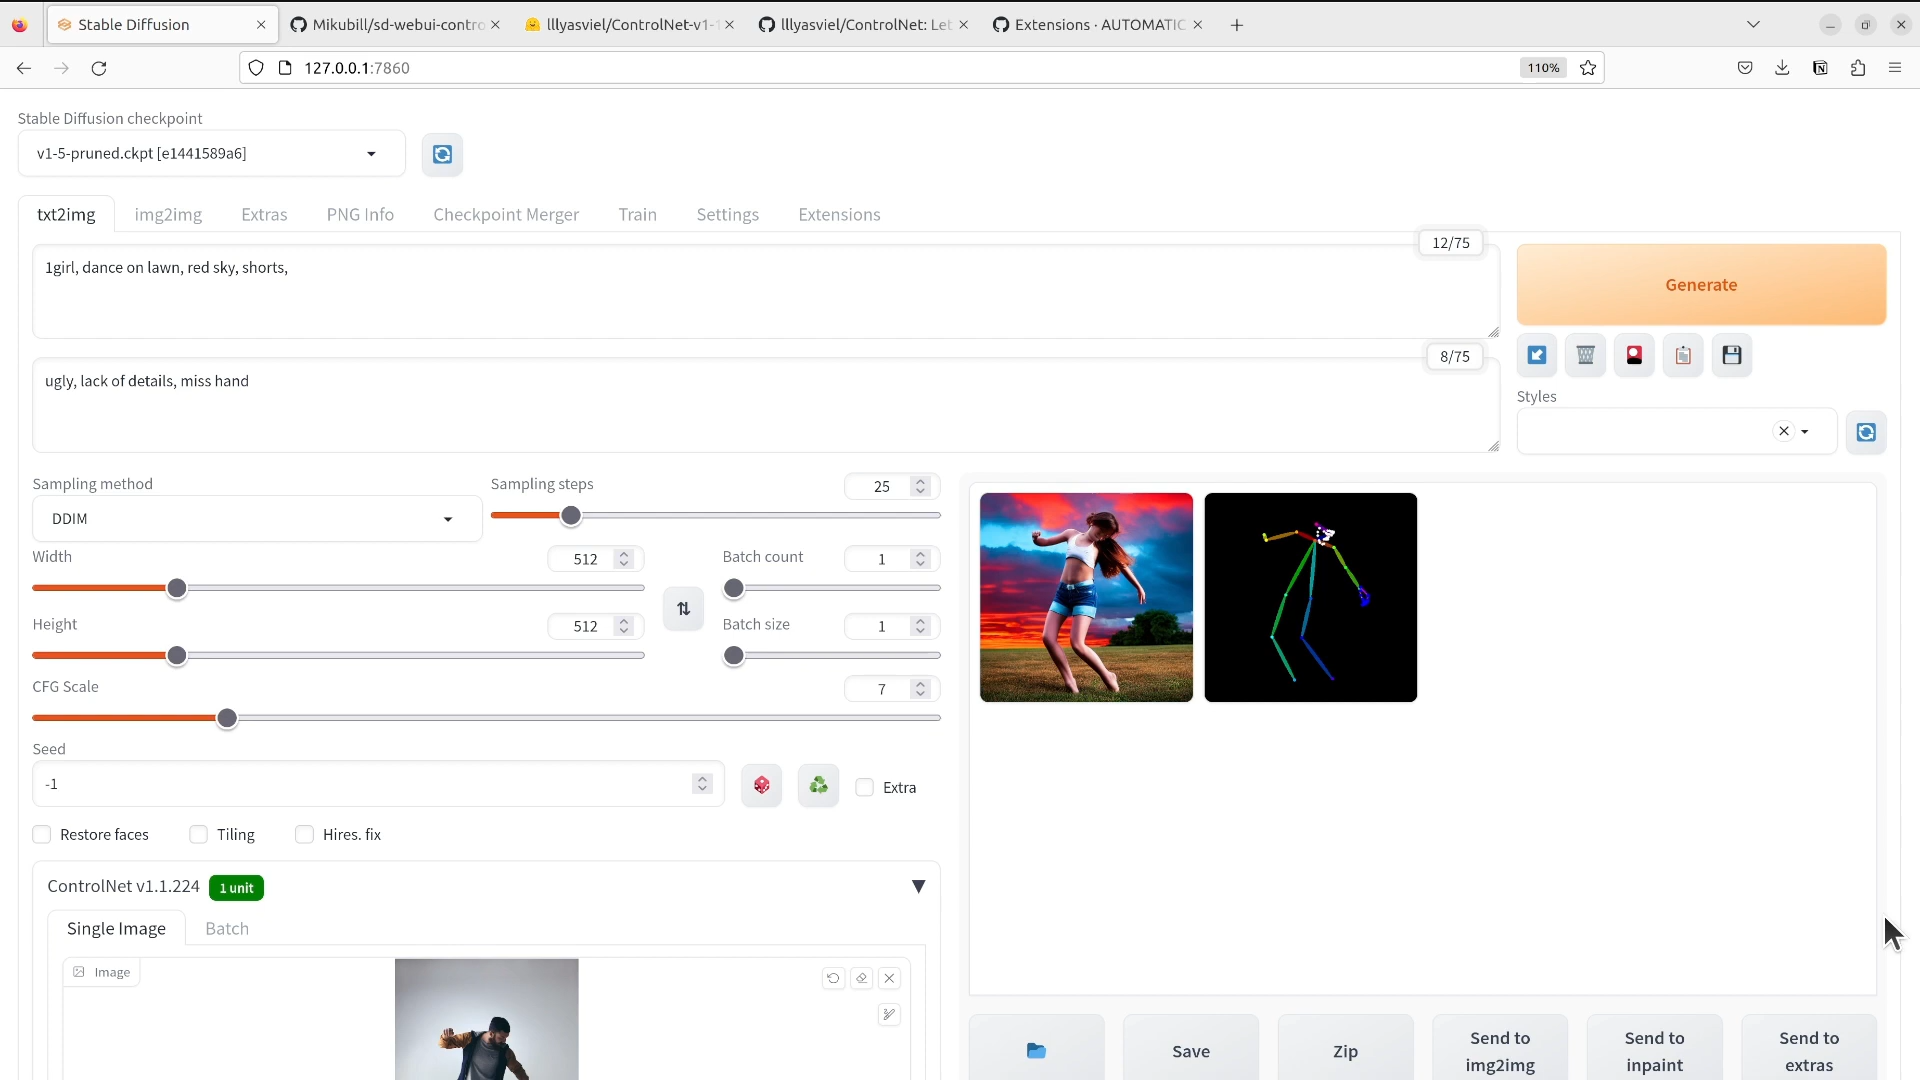 Stable Diffusion
Mikubill/sd-webui-contro
lllyasviel/ControlNet-v1-1
lllyasviel/ControlNet: Let
Extensions · AUTOMATIC
127.0.0.1:7860
110%
Stable Diffusion checkpoint
v1-5-pruned.ckpt [e1441589a6]
txt2img
img2img
Extras
PNG Info
Checkpoint Merger
Train
Settings
Extensions
12/75
1girl, dance on lawn, red sky, shorts,
Generate
8/75
ugly, lack of details, miss hand
Styles
Sampling method
DDIM
Sampling steps
25
Width
512
Batch count
1
Height
512
Batch size
1
CFG Scale
7
Seed
-1
Extra
Restore faces
Tiling
Hires. fix
ControlNet v1.1.224
1 unit
Single Image
Batch
Image
Save
Zip
Send to
img2img
Send to
inpaint
Send to
extras